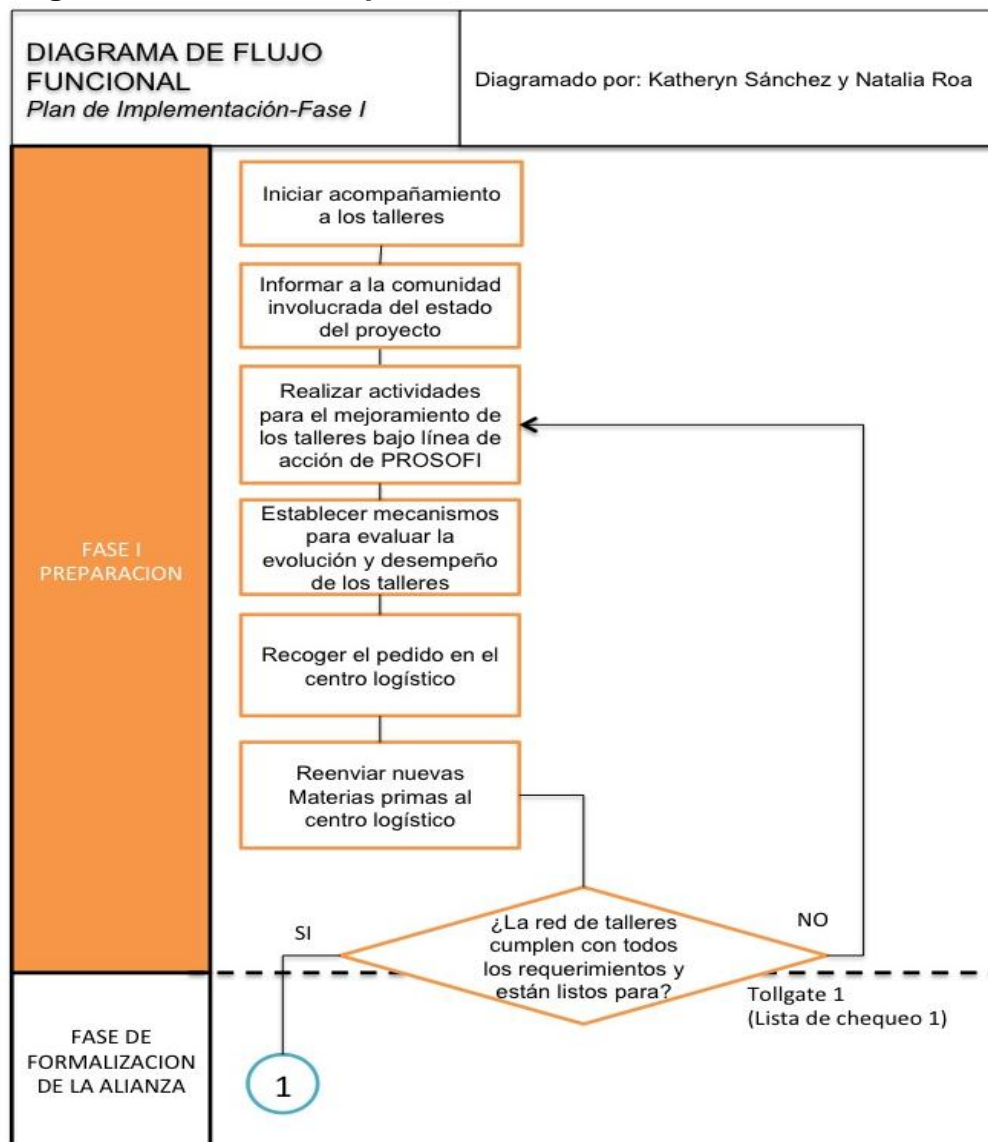 DIAGRAMA DE FLUJO
FUNCIONAL
Plan de Implementación-Fase I
Diagramado por: Katheryn Sánchez y Natalia Roa
FASE I
PREPARACION
Iniciar acompañamiento
a los talleres
Informar a la comunidad
involucrada del estado
del proyecto
Realizar actividades
para el mejoramiento de
los talleres bajo línea de
acción de PROSOFI
Establecer mecanismos
para evaluar la
evolución y desempeño
de los talleres
Recoger el pedido en el
centro logístico
Reenviar nuevas
Materias primas al
centro logístico
¿La red de talleres
cumplen con todos
los requerimientos y
están listos para?
SI
NO
Tollgate 1
(Lista de chequeo 1)
FASE DE
FORMALIZACION
DE LA ALIANZA
1